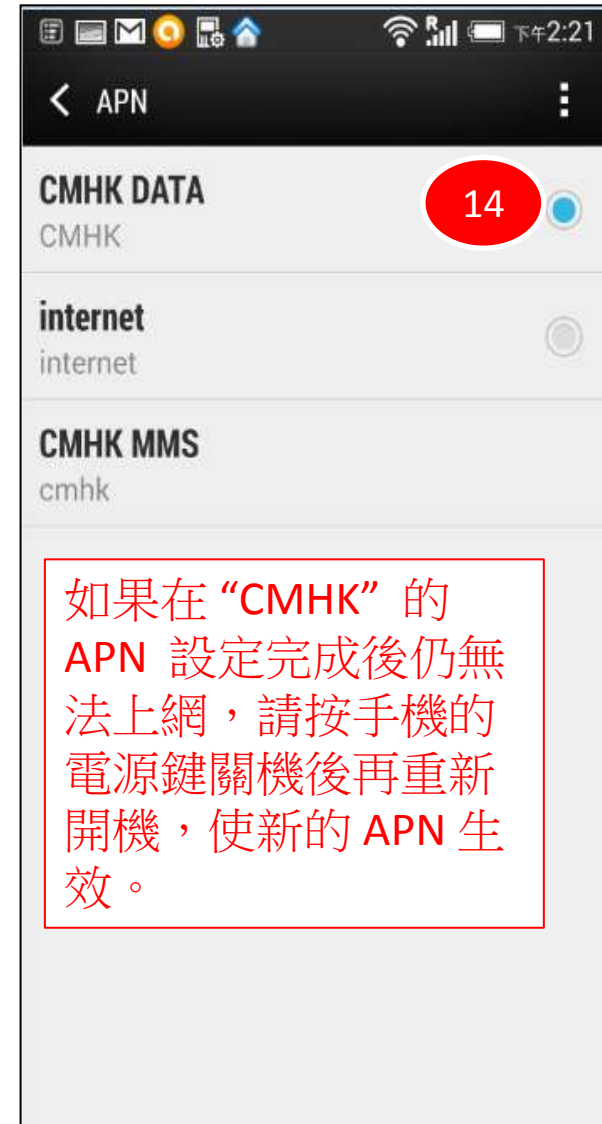 R 下午2:21
APN
CMHK DATA
14
CMHK
internet
internet
CMHK MMS
cmhk
如果在 “CMHK” 的
APN 設定完成後仍無
法上網，請按手機的
電源鍵關機後再重新
開機，使新的 APN 生
效。